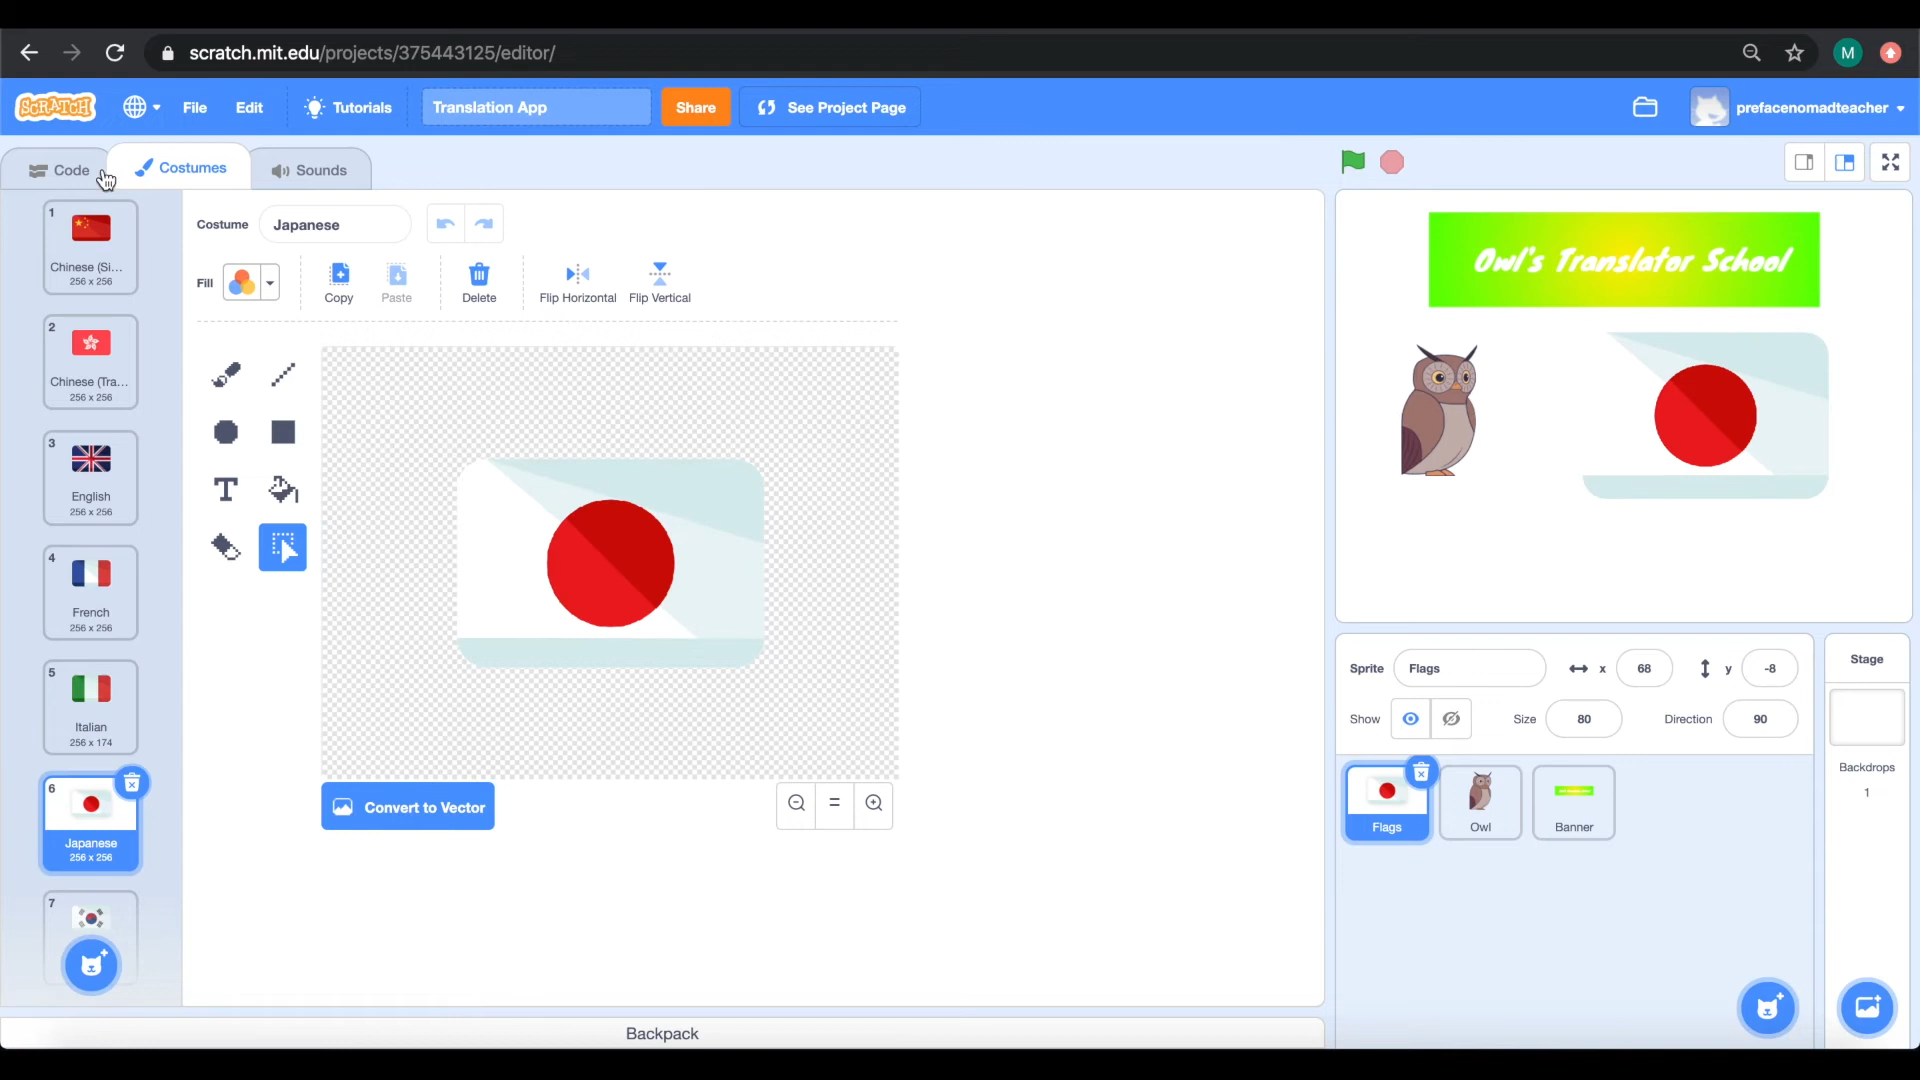 scratch.mit.edu/projects/375443125/editor/
M
SCRATCH
File
Edit
Tutorials
Translation App
Share
See Project Page
prefacenomadteacher
Code
Costumes
Sounds
1
Chinese (Si...
256 x 256
2
Chinese (Tra...
256 x 256
3
English
256 x 256
4
French
256 x 256
5
Italian
256 x 174
6
Japanese
256 x 256
7
Costume
Japanese
Fill
Copy
Paste
Delete
Flip Horizontal
Flip Vertical
T
Convert to Vector
Owl's Translator School
Sprite
Flags
x
68
y
-8
Show
Size
80
Direction
90
Flags
Owl
Banner
Stage
Backdrops
1
Backpack